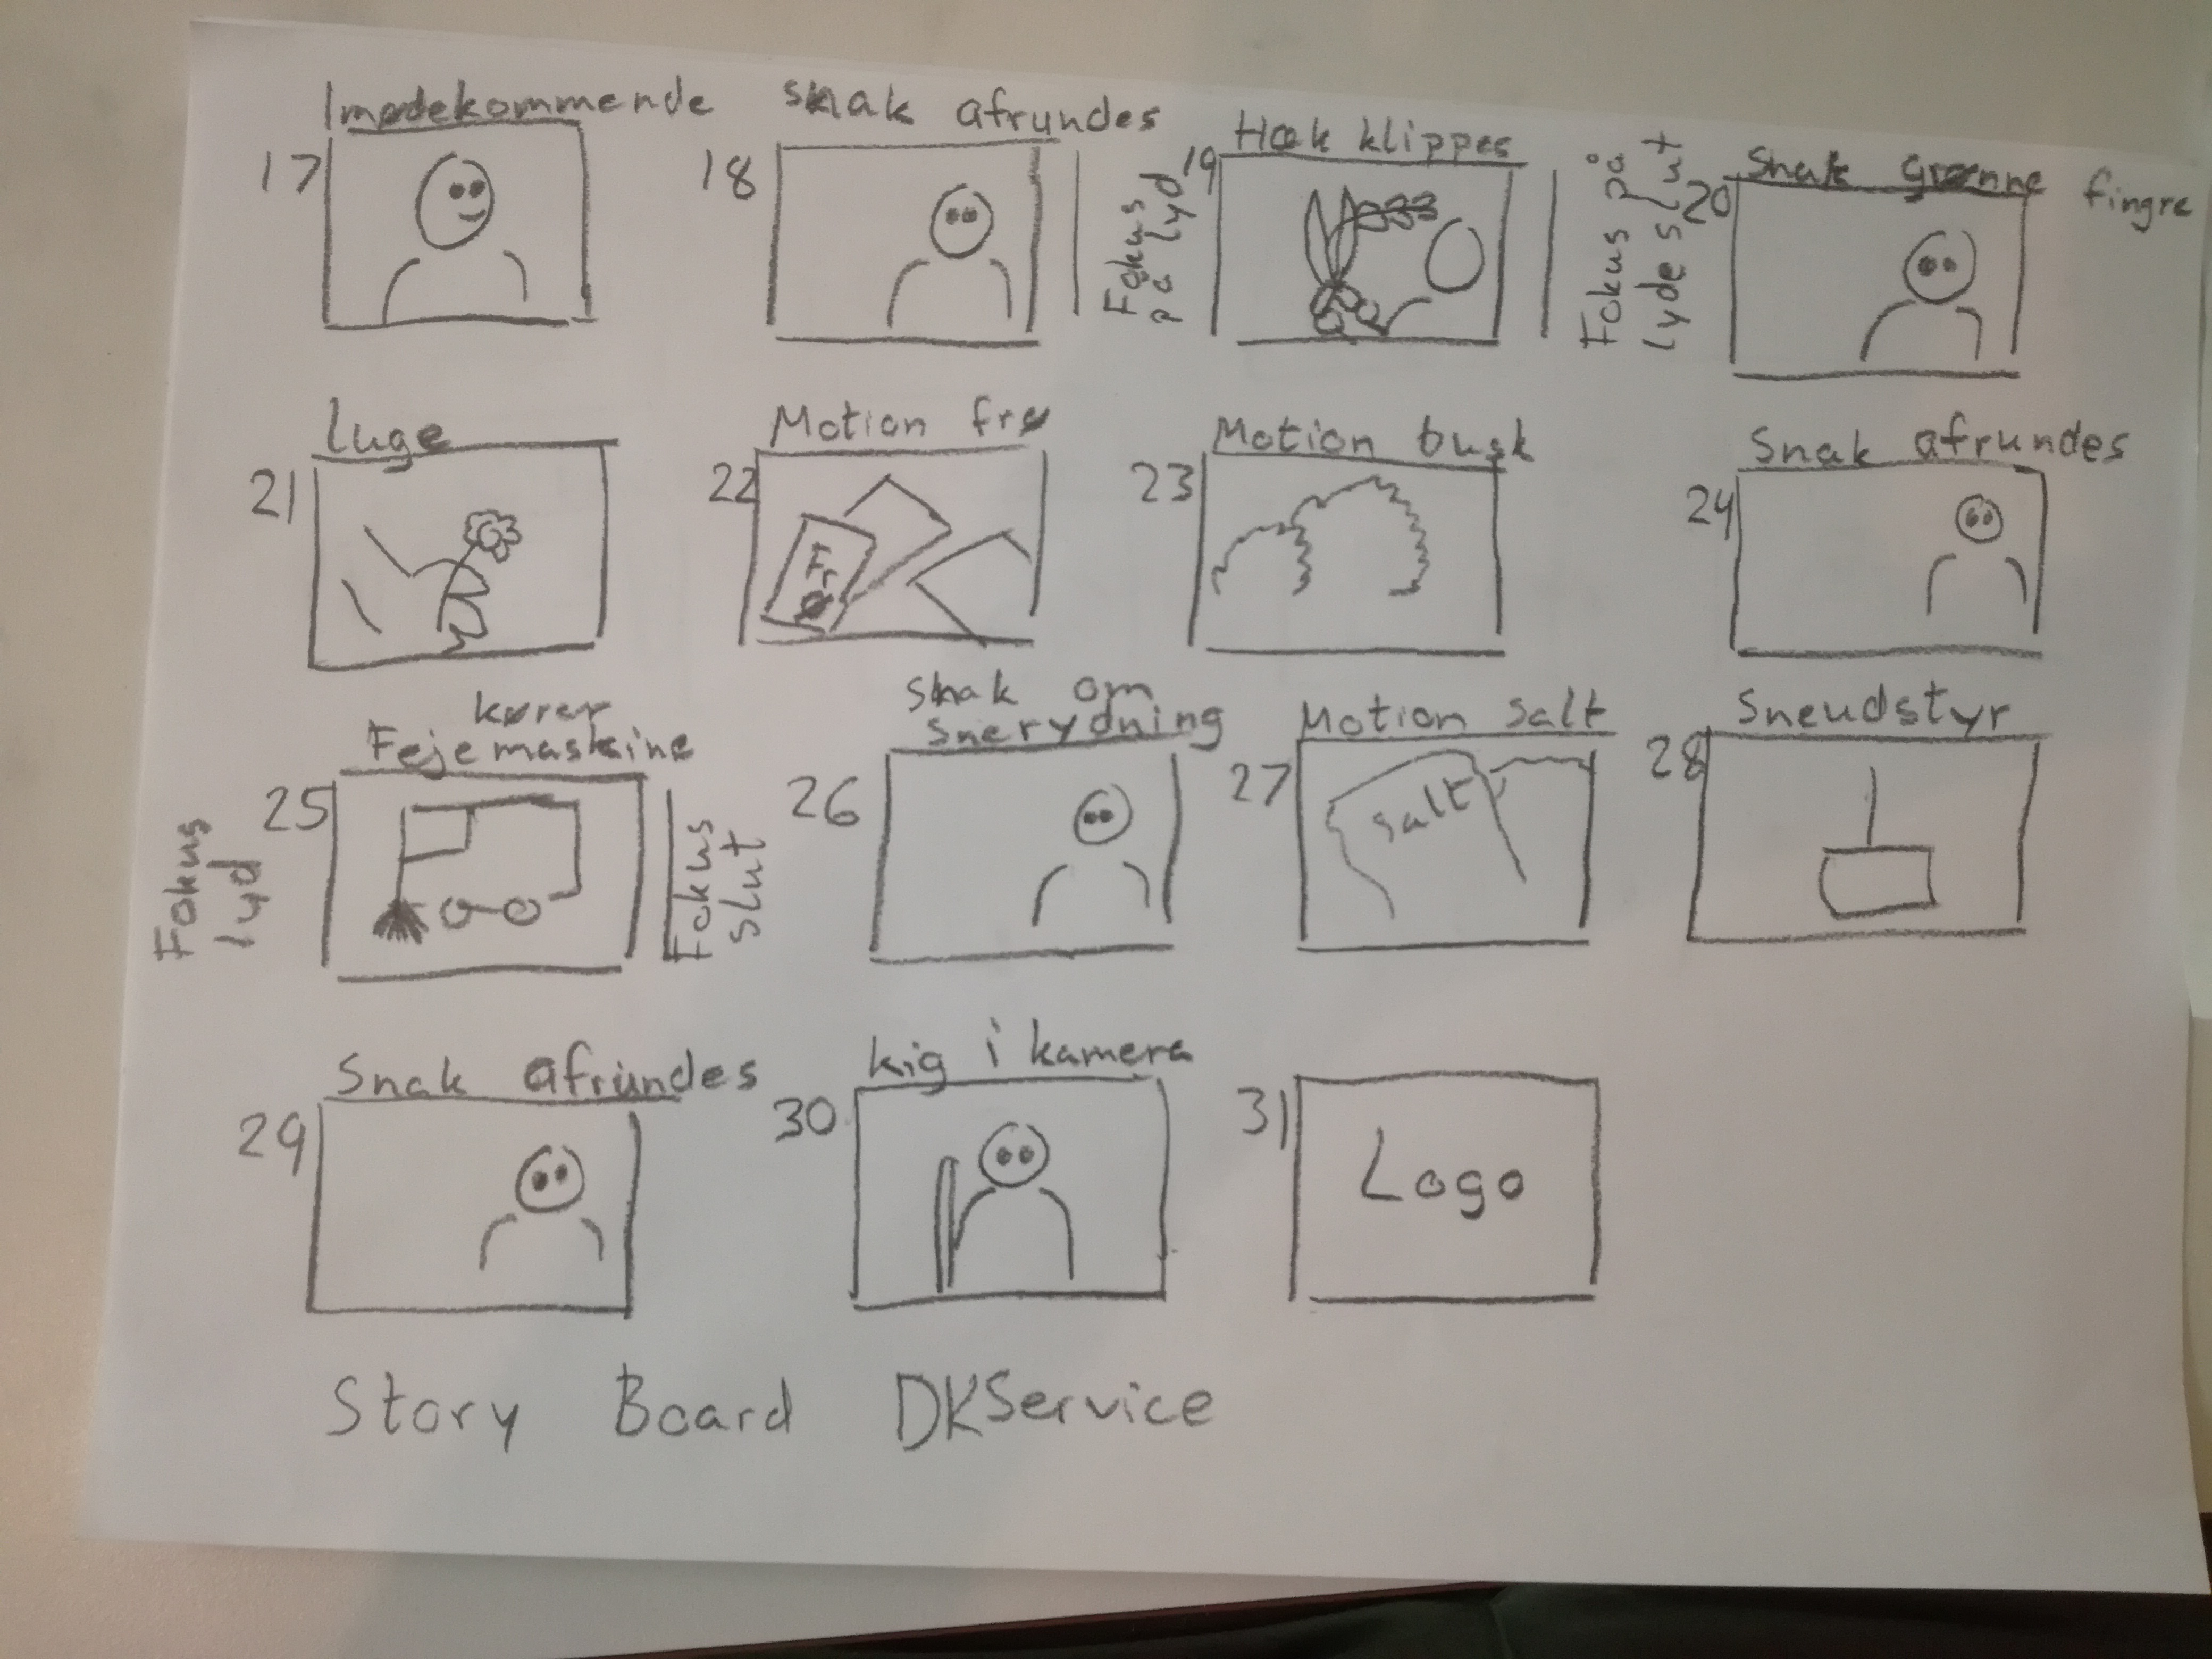 Imødekommende
17
Snak afrundes
18
Fokus
på lyd
Hæk klippes
19
Fokus på
lyde slut
Snak grønne fingre
20
Luge
21
Motion frø
22
Frø
Motion busk
23
Snak afrundes
24
Fokus
lyd
kører
Fejemaskine
25
Fokus
slut
Snak om
snerydning
26
Motion salt
27
salt
Sneudstyr
28
Snak afrundes
29
kig i kamera
30
31
Logo
Story Board DKService